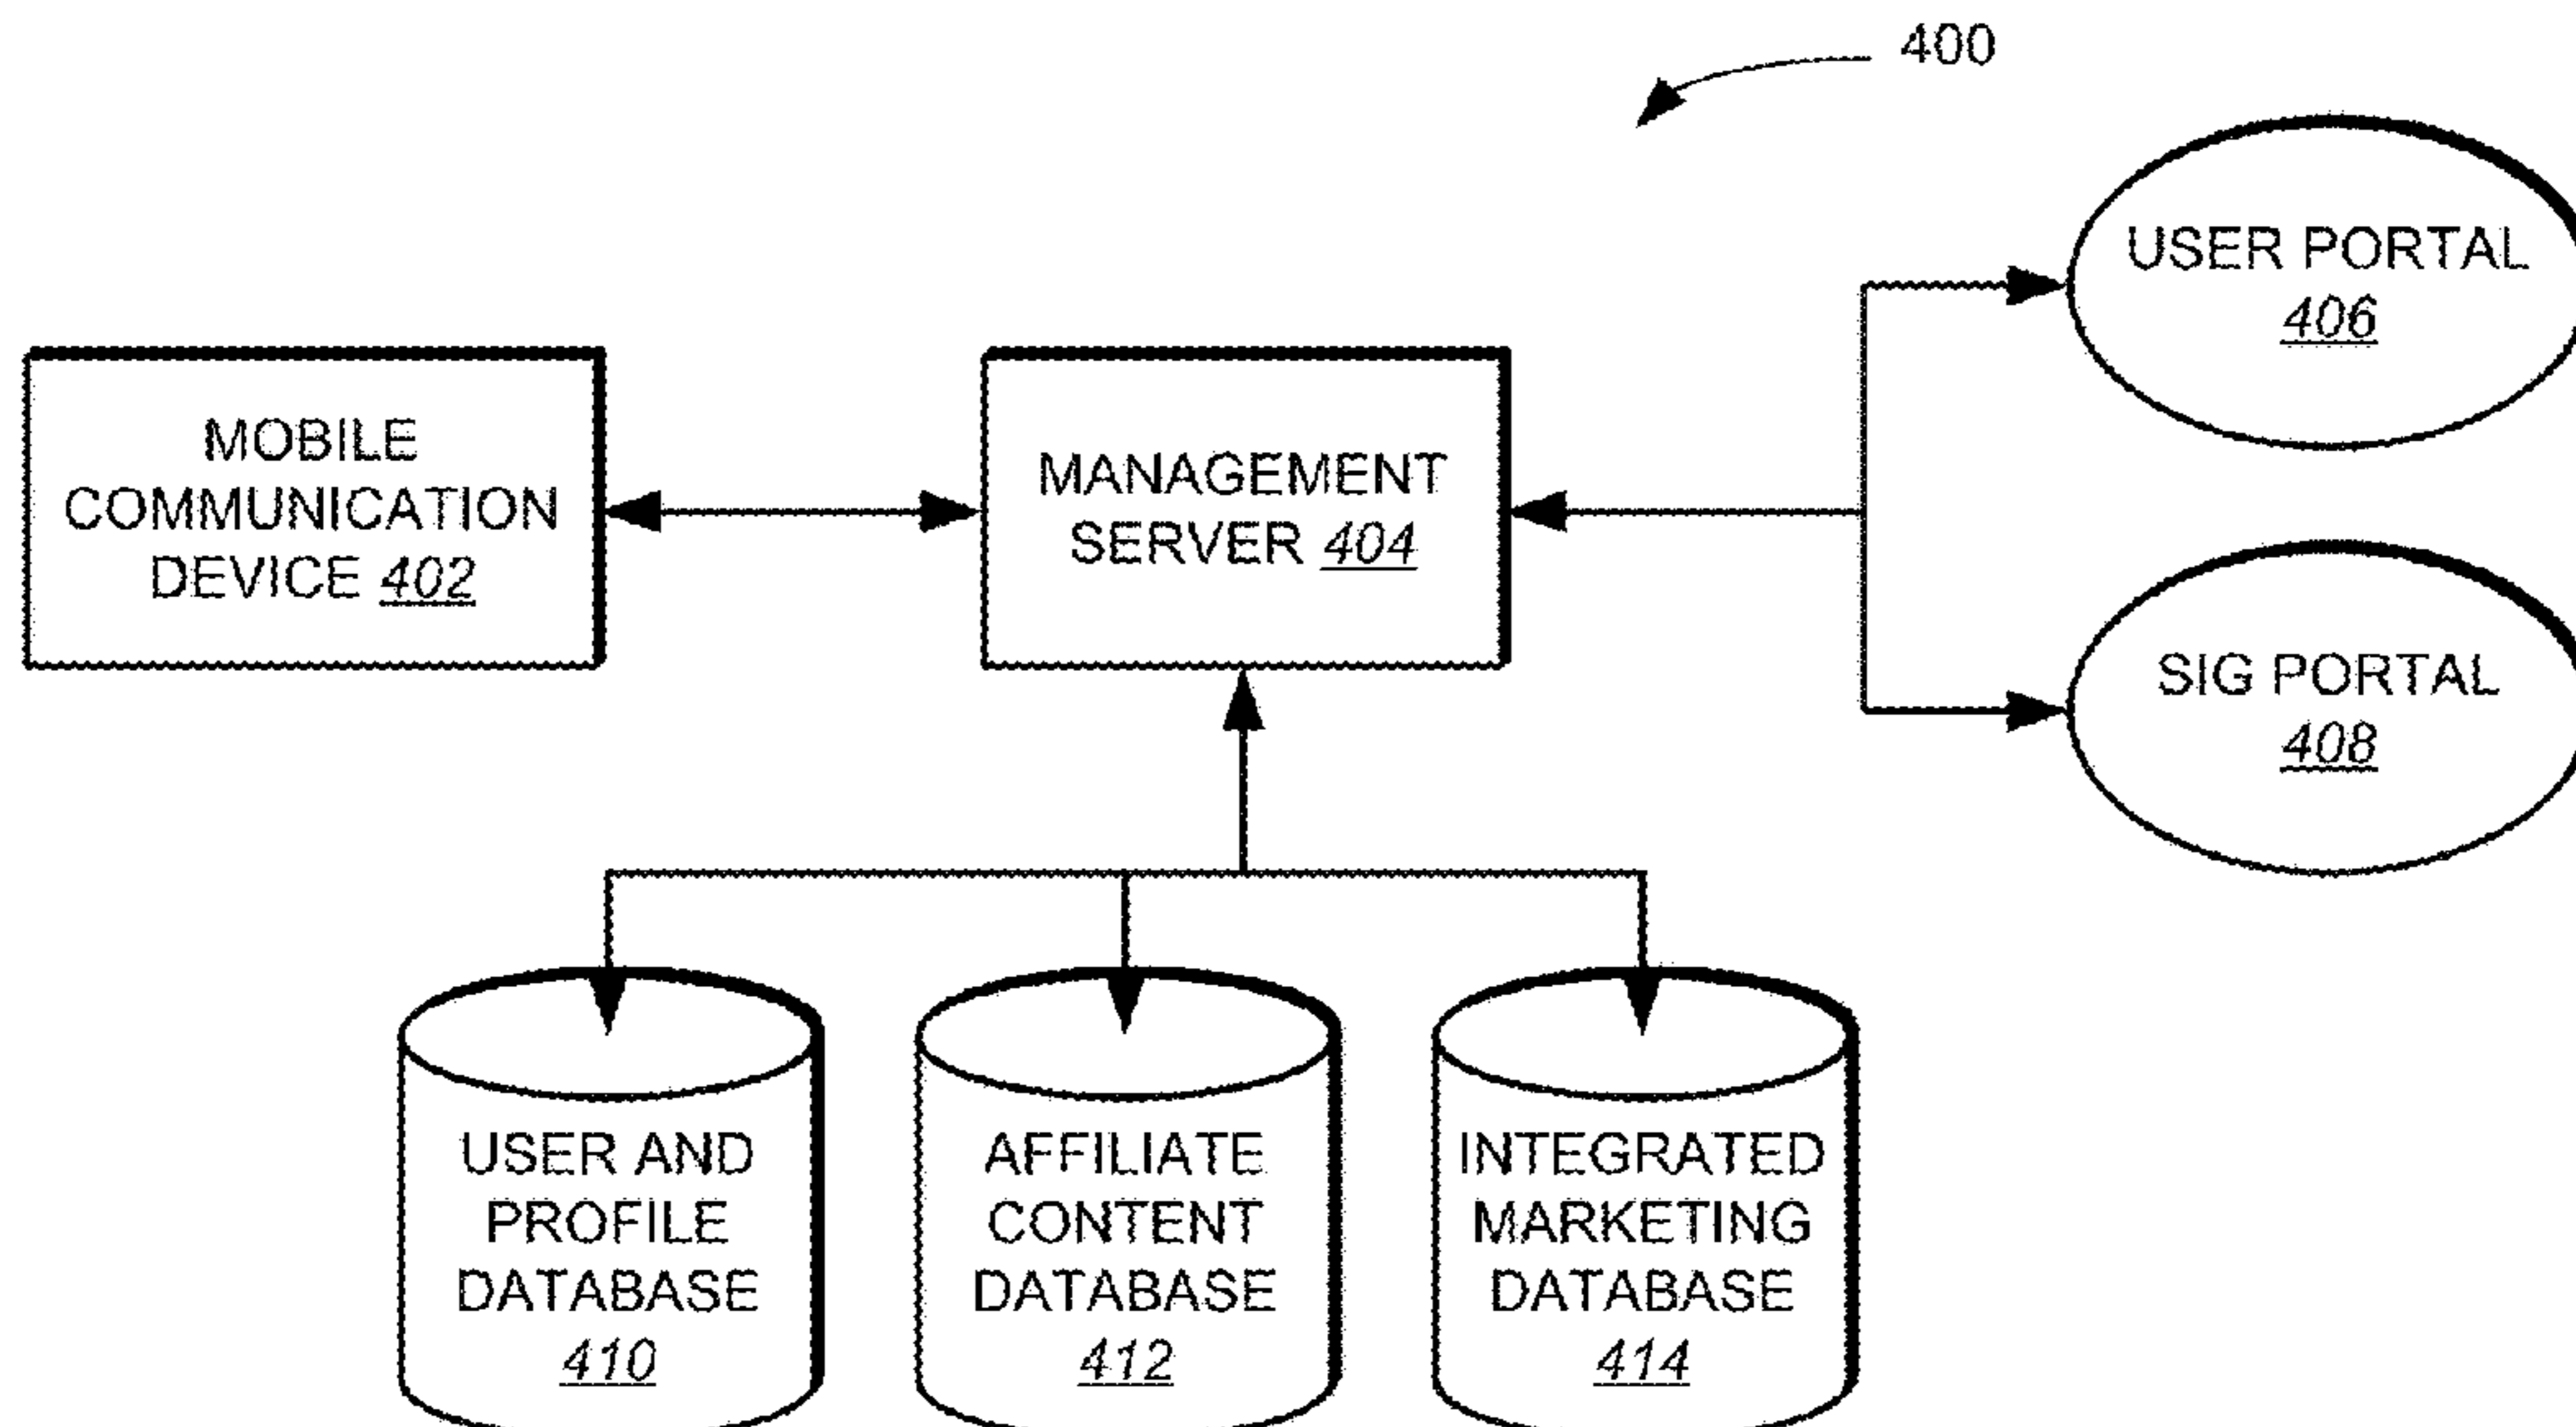 400
USER PORTAL
406
MOBILE
COMMUNICATION
DEVICE 402
MANAGEMENT
SERVER 404
SIG PORTAL
408
USER AND
PROFILE
DATABASE
410
AFFILIATE
CONTENT
DATABASE
412
INTEGRATED
MARKETING
DATABASE
414